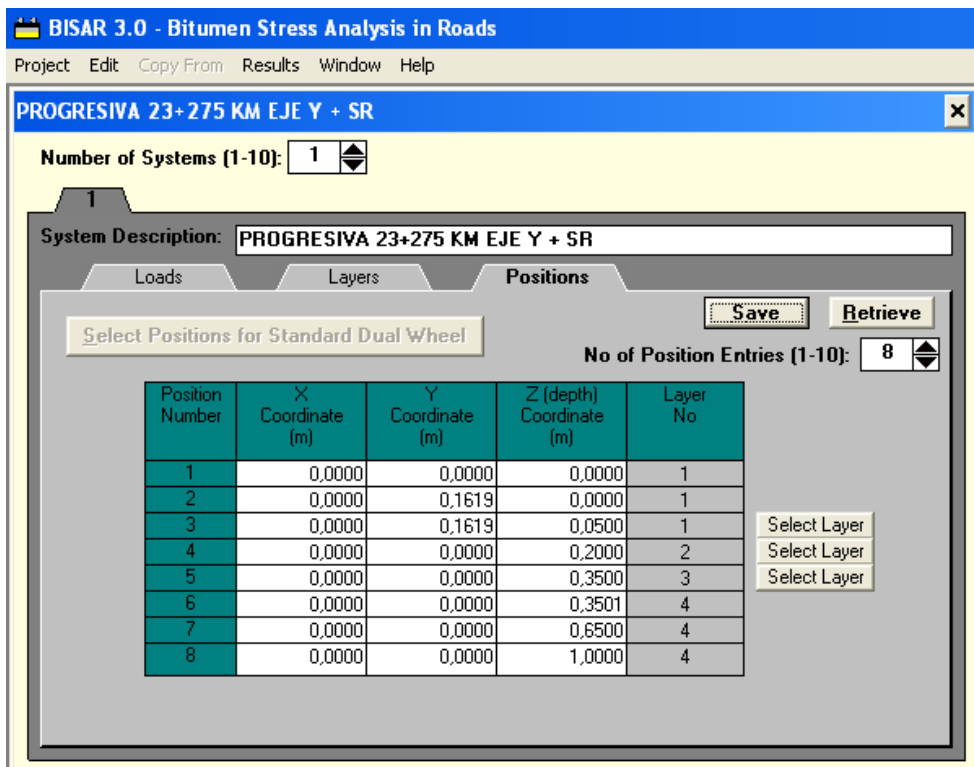 BISAR 3.0 - Bitumen Stress Analysis in Roads
Project Edit Copy From Results Window Help
PROGRESIVA 23+275 KM EJE Y + SR
Number of Systems (1-10): 1
1
System Description: PROGRESIVA 23+275 KM EJE Y + SR
Loads Layers Positions
Save Retrieve
Select Positions for Standard Dual Wheel
No of Position Entries (1-10): 8
Position Number X Coordinate (m) Y Coordinate (m) Z (depth) Coordinate (m) Layer No
1 0,0000 0,0000 0,0000 1
2 0,0000 0,1619 0,0000 1
3 0,0000 0,1619 0,0500 1 Select Layer
4 0,0000 0,0000 0,2000 2 Select Layer
5 0,0000 0,0000 0,3500 3 Select Layer
6 0,0000 0,0000 0,3501 4
7 0,0000 0,0000 0,6500 4
8 0,0000 0,0000 1,0000 4